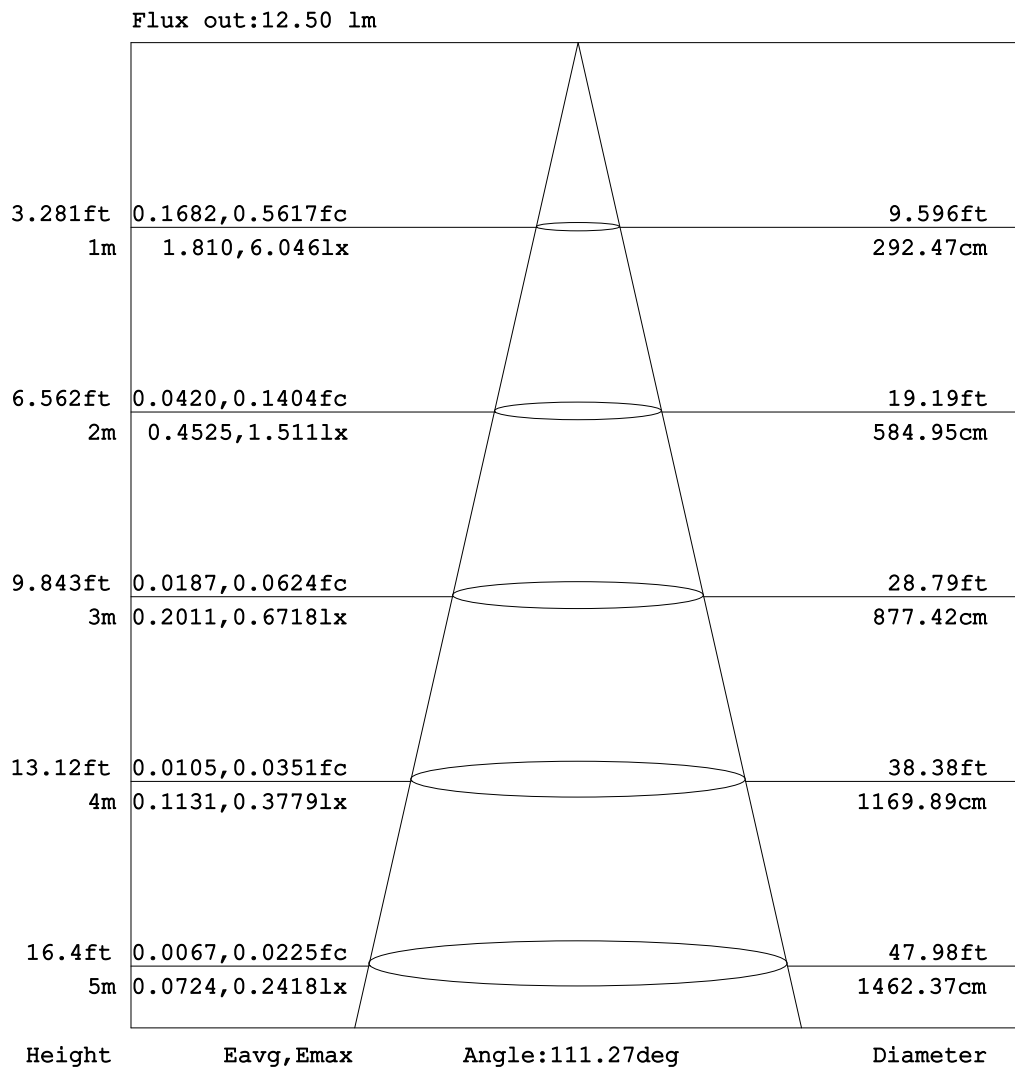 Flux out:12.50 lm
3.281ft 0.1682,0.5617fc 9.596ft
1m 1.810,6.046lx 292.47cm
6.562ft 0.0420,0.1404fc 19.19ft
2m 0.4525,1.511lx 584.95cm
9.843ft 0.0187,0.0624fc 28.79ft
3m 0.2011,0.6718lx 877.42cm
13.12ft 0.0105,0.0351fc 38.38ft
4m 0.1131,0.3779lx 1169.89cm
16.4ft 0.0067,0.0225fc 47.98ft
5m 0.0724,0.2418lx 1462.37cm
Height Eavg,Emax Angle:111.27deg Diameter